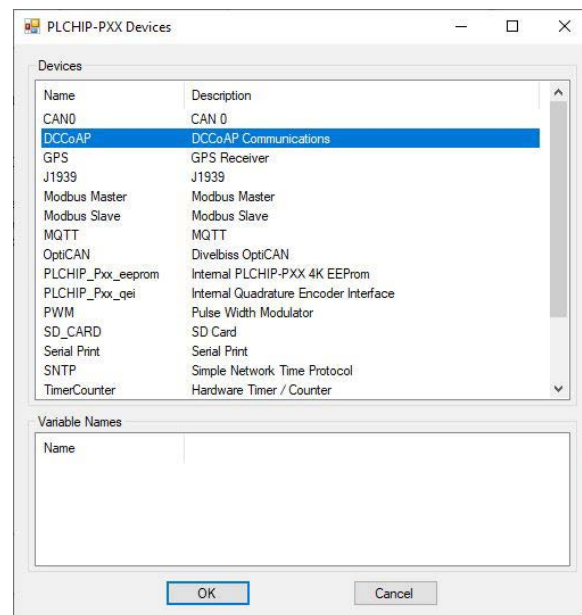 PLCHIP-PXX Devices
Devices
Name Description
CAN0 CAN 0
DCCoAP DCCoAP Communications
GPS GPS Receiver
J1939 J1939
Modbus Master Modbus Master
Modbus Slave Modbus Slave
MQTT MQTT
OptiCAN Divelbiss OptiCAN
PLCHIP_Pxx_eeprom Internal PLCHIP-PXX 4K EEProm
PLCHIP_Pxx_qei Internal Quadrature Encoder Interface
PWM Pulse Width Modulator
SD_CARD SD Card
Serial Print Serial Print
SNTP Simple Network Time Protocol
TimerCounter Hardware Timer / Counter
Variable Names
Name
OK Cancel